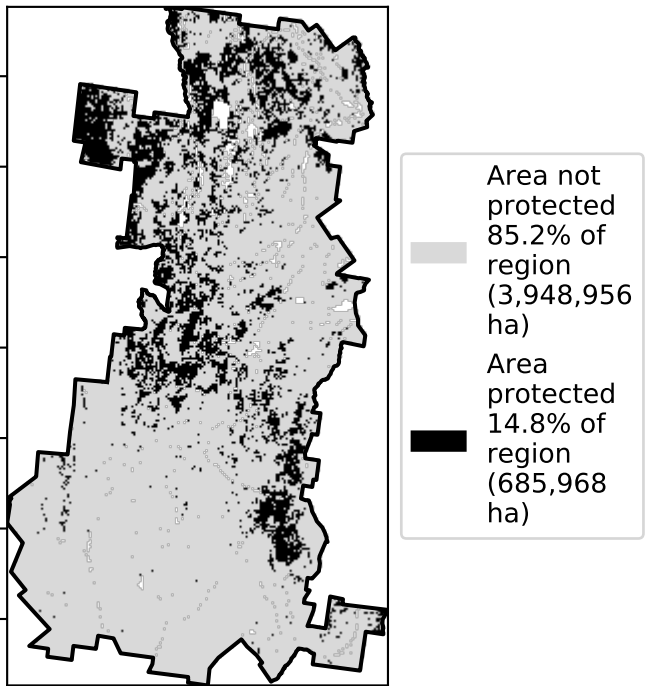 Area not
protected
85.2% of
region
(3,948,956
ha)
Area
protected
14.8% of
region
(685,968
ha)